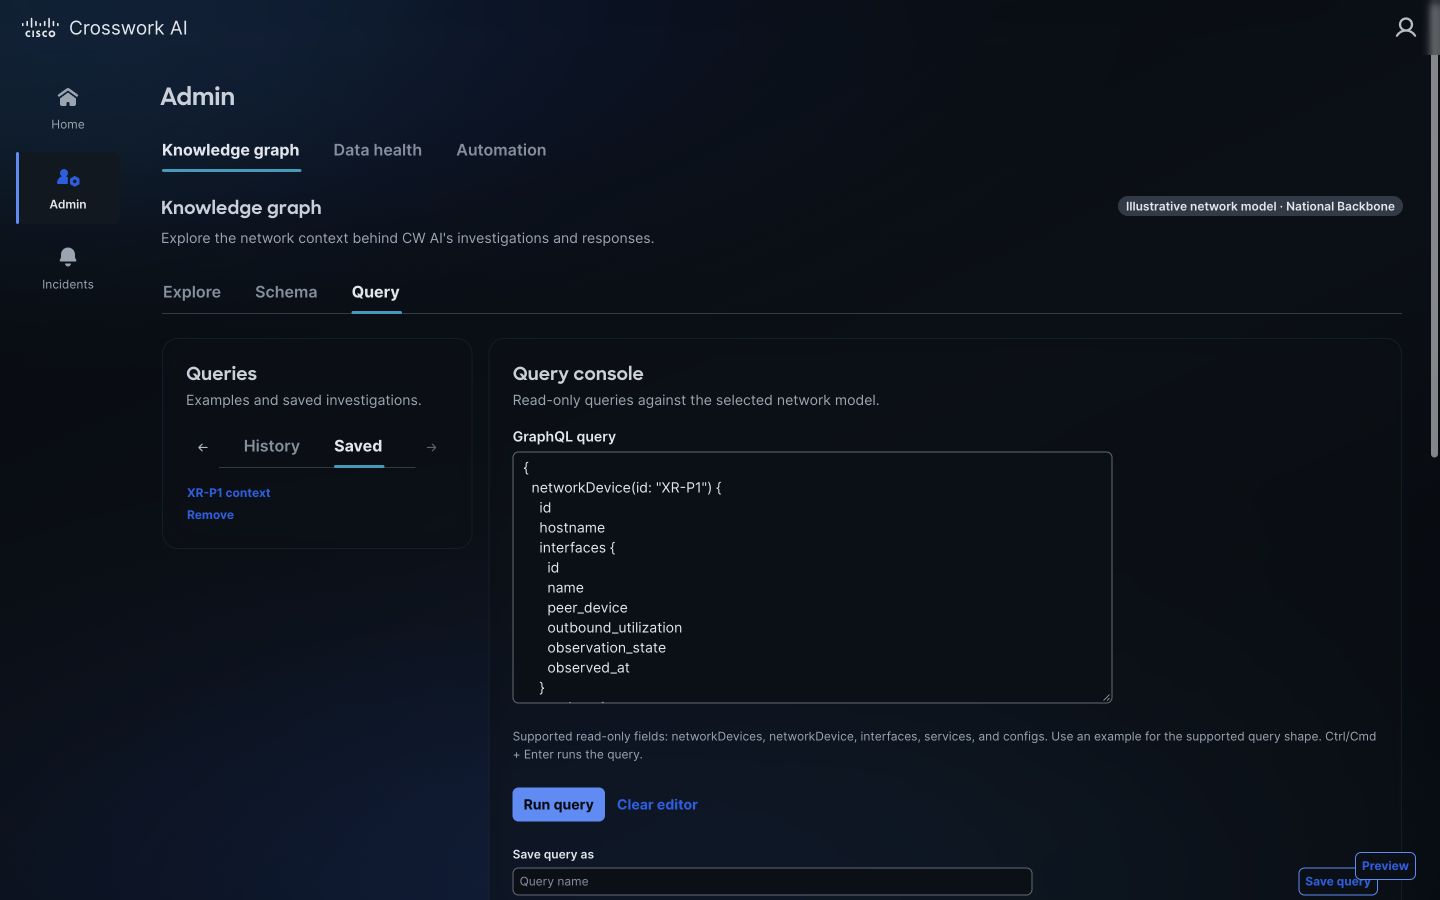 CISCO Crosswork AI
Home
Admin
Incidents
Admin
Knowledge graph Data health Automation
Knowledge graph
Illustrative network model · National Backbone
Explore the network context behind CW AI's investigations and responses.
Explore Schema Query
Queries
Examples and saved investigations.
← History Saved →
XR-P1 context
Remove
Query console
Read-only queries against the selected network model.
GraphQL query
{
networkDevice(id: "XR-P1") {
id
hostname
interfaces {
id
name
peer_device
outbound_utilization
observation_state
observed_at
}
Supported read-only fields: networkDevices, networkDevice, interfaces, services, and configs. Use an example for the supported query shape. Ctrl/Cmd
+ Enter runs the query.
Run query Clear editor
Save query as
Query name
Save query
Preview